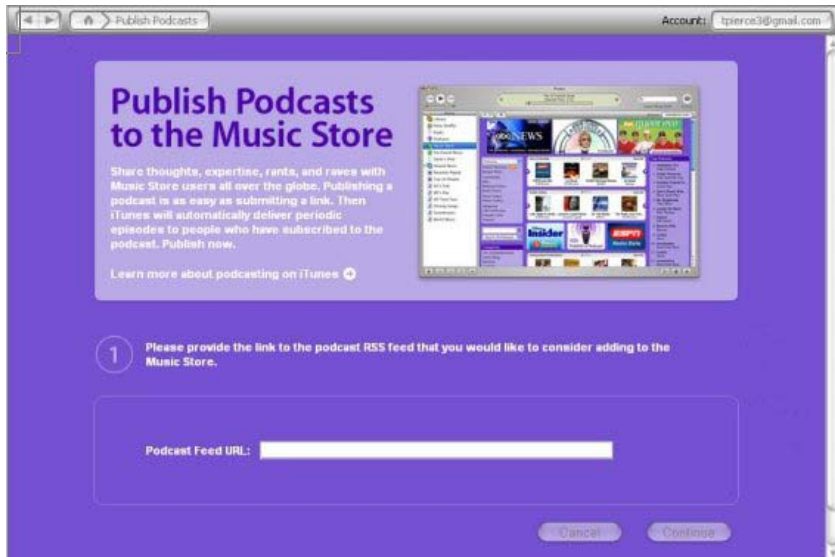 Publish Podcasts
Account: tpierce3@gmail.com
Publish Podcasts
to the Music Store
Share thoughts, expertise, rants, and raves with
Music Store users all over the globe. Publishing a
podcast is as easy as submitting a link. Then
iTunes will automatically deliver periodic
episodes to people who have subscribed to the
podcast. Publish now.
Learn more about podcasting on iTunes
abc NEWS
Insider
ESPN
1 Please provide the link to the podcast RSS feed that you would like to consider adding to the
Music Store.
Podcast Feed URL:
Cancel Continue